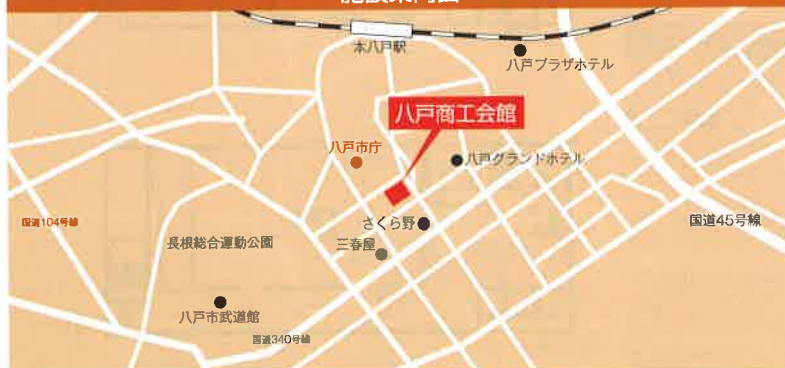 本八戸駅
八戸プラザホテル
八戸商工会館
八戸市庁
八戸グランドホテル
国道104号線
さくら野
国道45号線
長根総合運動公園
三春屋
八戸市武道館
国道340号線